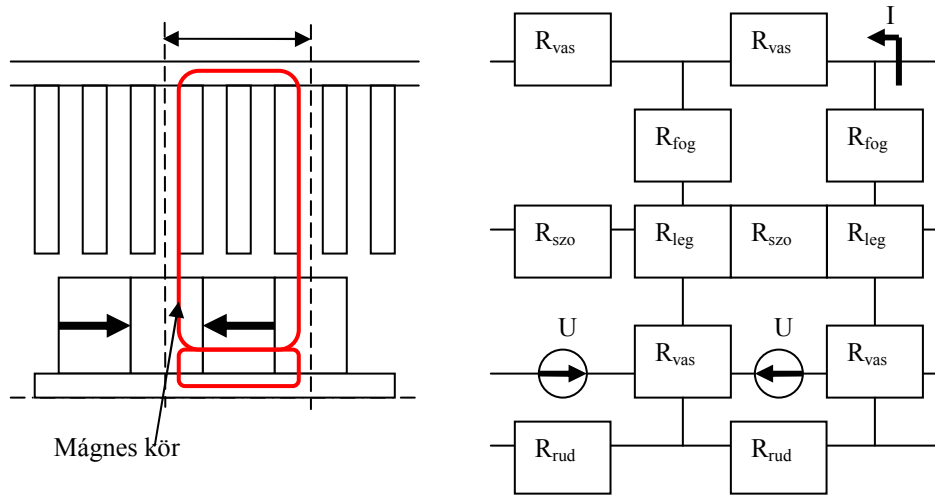 R_vas R_vas I
R_fog R_fog
R_szo R_leg R_szo R_leg
U U
R_vas R_vas
Mágnes kör
R_rud R_rud